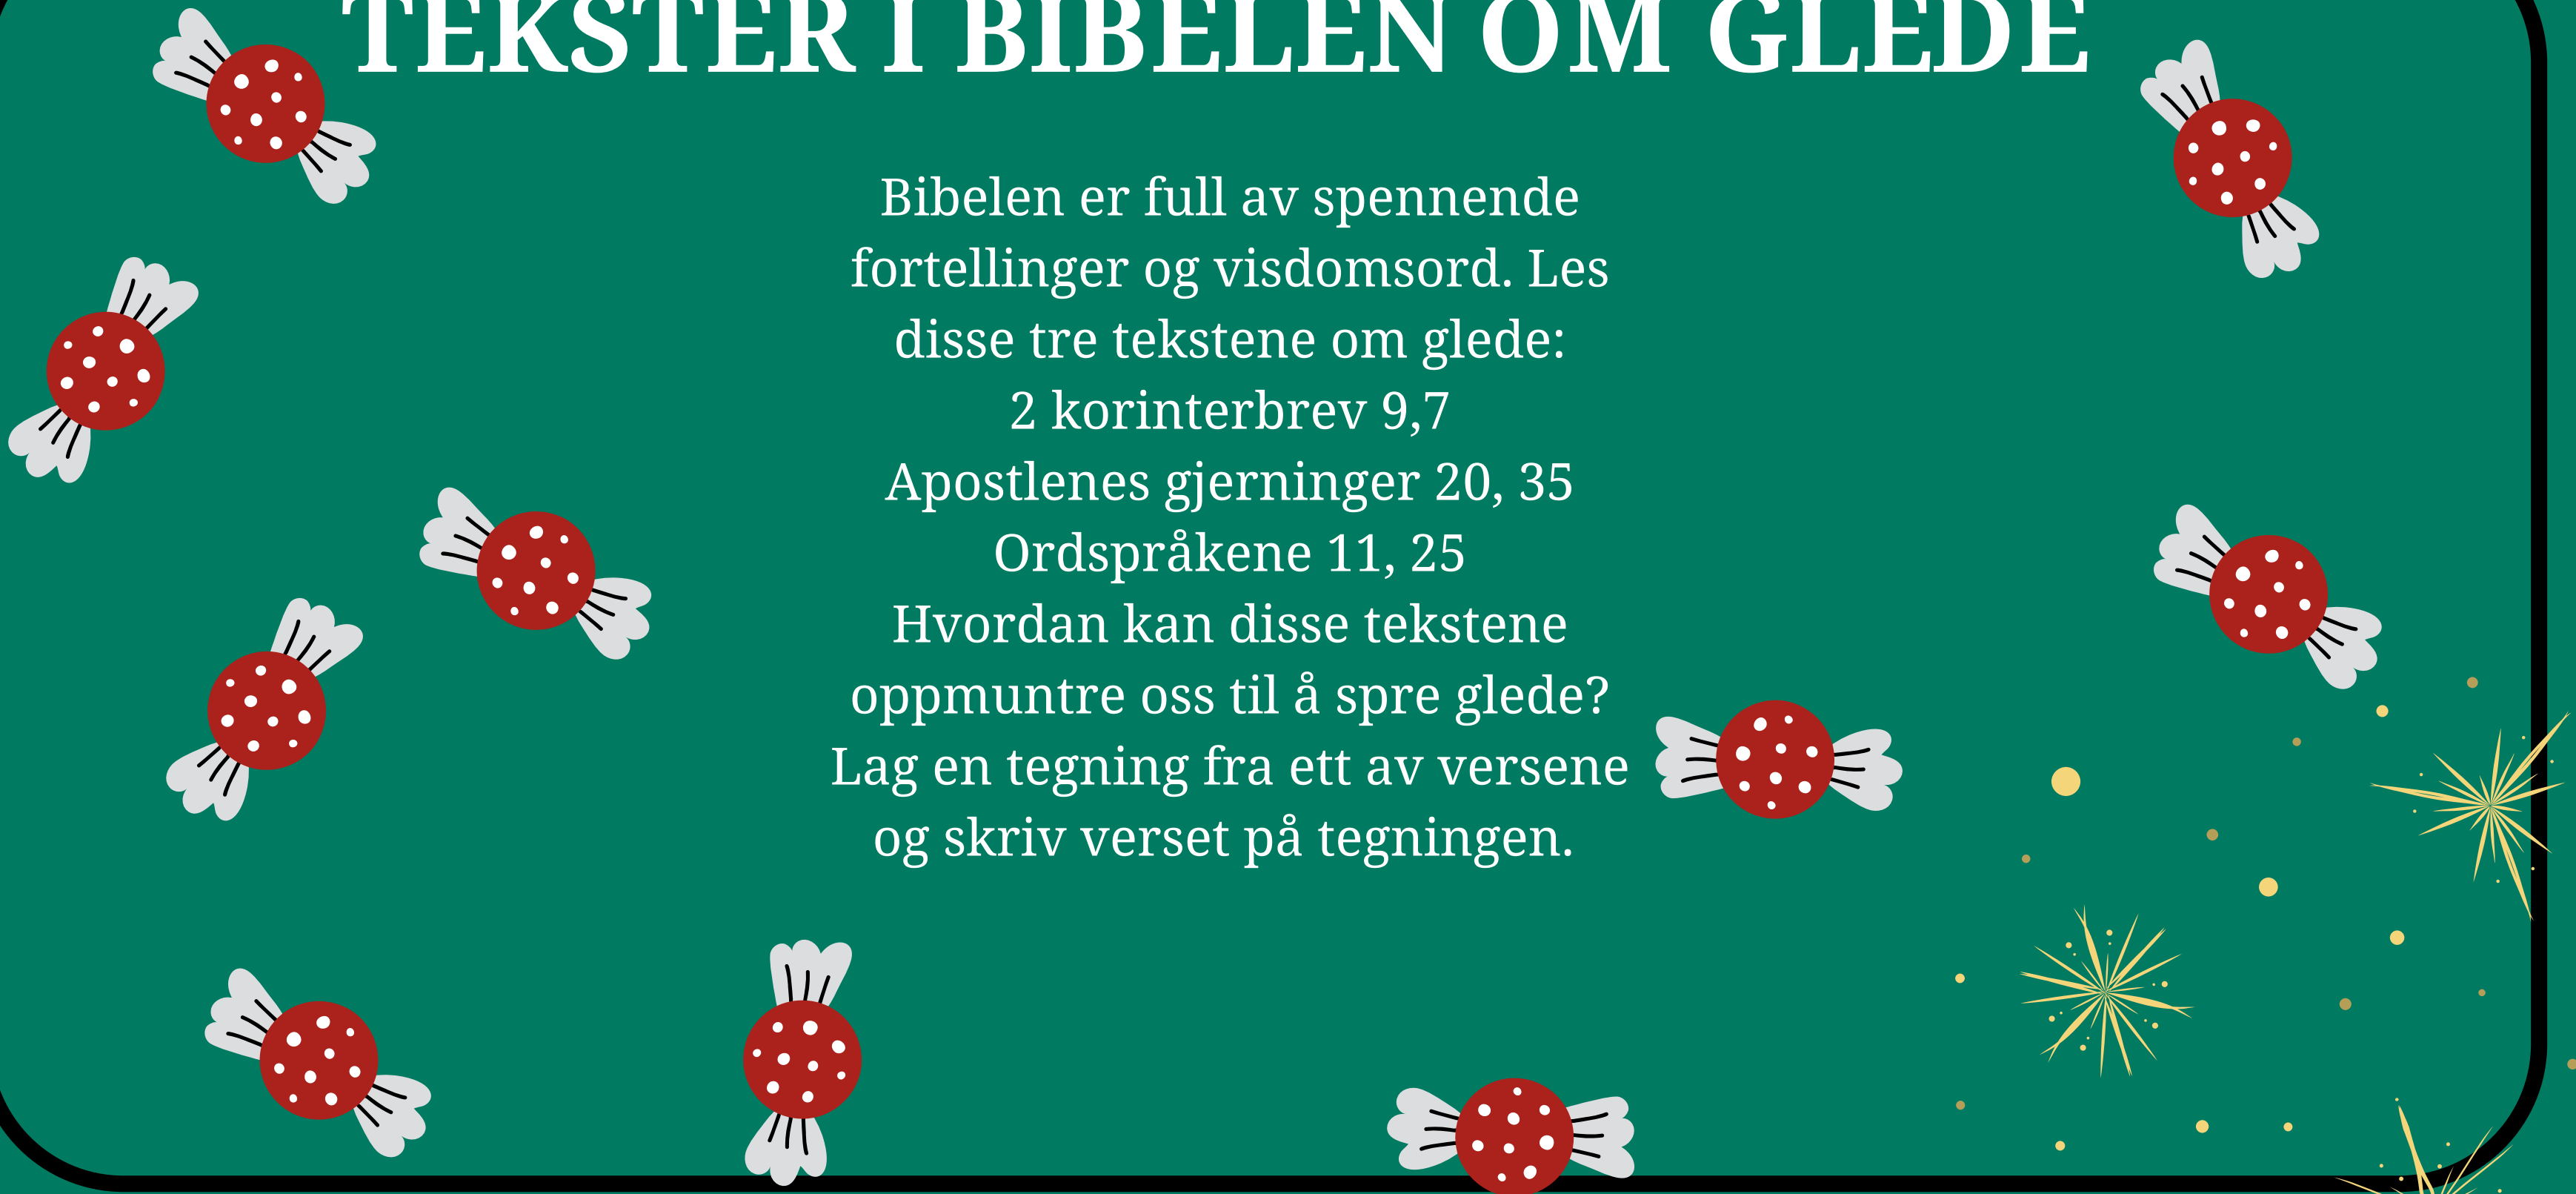 TEKSTER I BIBELEN OM GLEDE
Bibelen er full av spennende
fortellinger og visdomsord. Les
disse tre tekstene om glede:
2 korinterbrev 9,7
Apostlenes gjerninger 20, 35
Ordspråkene 11, 25
Hvordan kan disse tekstene
oppmuntre oss til å spre glede?
Lag en tegning fra ett av versene
og skriv verset på tegningen.